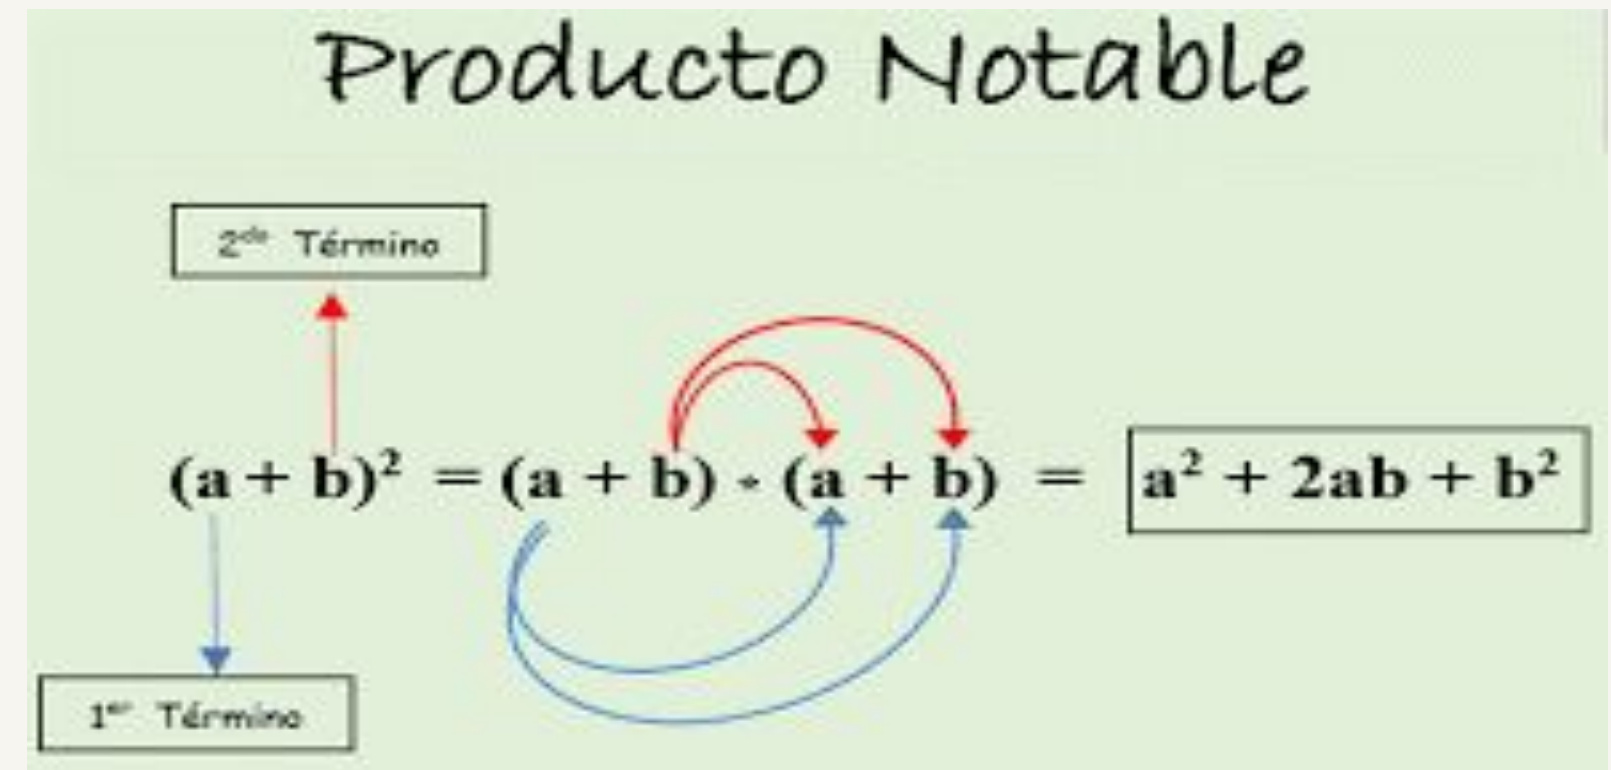 Producto Notable
2do Término
(a + b)² = (a + b) · (a + b) = a² + 2ab + b²
1er Término